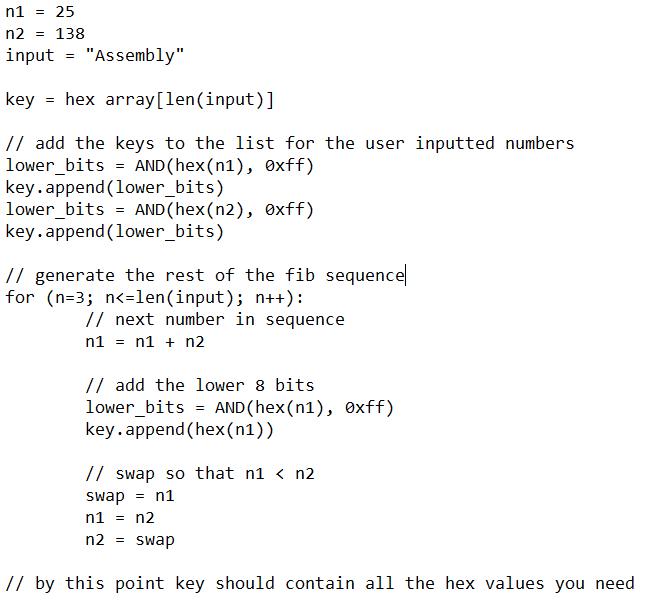 n1 = 25
n2 = 138
input = "Assembly"
key = hex array[len(input)]
// add the keys to the list for the user inputted numbers
lower_bits = AND(hex(n1), 0xff)
key.append(lower_bits)
lower_bits = AND(hex(n2), 0xff)
key.append(lower_bits)
// generate the rest of the fib sequence
for (n=3; n<=len(input); n++):
        // next number in sequence
        n1 = n1 + n2
        // add the lower 8 bits
        lower_bits = AND(hex(n1), 0xff)
        key.append(hex(n1))
        // swap so that n1 < n2
        swap = n1
        n1 = n2
        n2 = swap
// by this point key should contain all the hex values you need